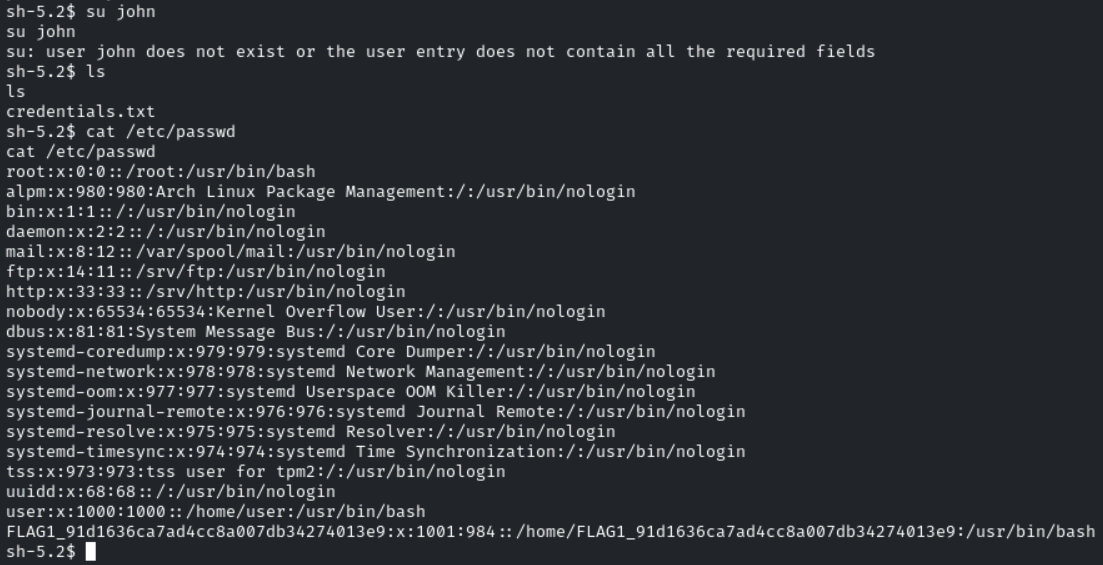 sh-5.2$ su john
su john
su: user john does not exist or the user entry does not contain all the required fields
sh-5.2$ ls
ls
credentials.txt
sh-5.2$ cat /etc/passwd
cat /etc/passwd
root:x:0:0::/root:/usr/bin/bash
alpm:x:980:980:Arch Linux Package Management:/:/usr/bin/nologin
bin:x:1:1::/:/usr/bin/nologin
daemon:x:2:2::/:/usr/bin/nologin
mail:x:8:12::/var/spool/mail:/usr/bin/nologin
ftp:x:14:11::/srv/ftp:/usr/bin/nologin
http:x:33:33::/srv/http:/usr/bin/nologin
nobody:x:65534:65534:Kernel Overflow User:/:/usr/bin/nologin
dbus:x:81:81:System Message Bus:/:/usr/bin/nologin
systemd-coredump:x:979:979:systemd Core Dumper:/:/usr/bin/nologin
systemd-network:x:978:978:systemd Network Management:/:/usr/bin/nologin
systemd-oom:x:977:977:systemd Userspace OOM Killer:/:/usr/bin/nologin
systemd-journal-remote:x:976:976:systemd Journal Remote:/:/usr/bin/nologin
systemd-resolve:x:975:975:systemd Resolver:/:/usr/bin/nologin
systemd-timesync:x:974:974:systemd Time Synchronization:/:/usr/bin/nologin
tss:x:973:973:tss user for tpm2:/:/usr/bin/nologin
uuidd:x:68:68::/:/usr/bin/nologin
user:x:1000:1000::/home/user:/usr/bin/bash
FLAG1_91d1636ca7ad4cc8a007db34274013e9:x:1001:984::/home/FLAG1_91d1636ca7ad4cc8a007db34274013e9:/usr/bin/bash
sh-5.2$